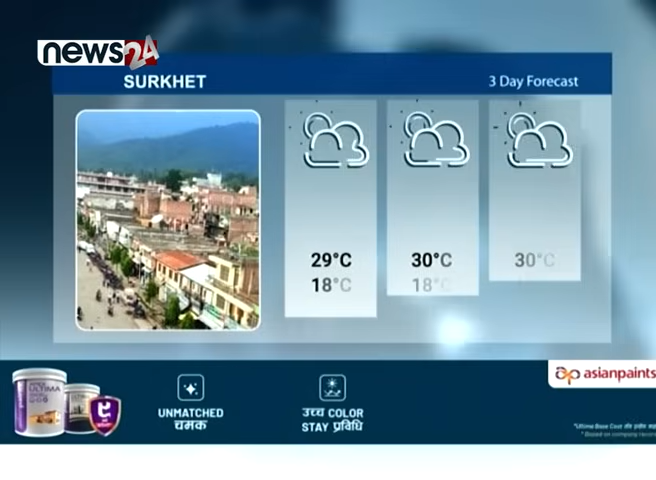 news24
SURKHET
3 Day Forecast
29°C
18°C
30°C
18°C
30°C
ULTIMA
UNMATCHED
चमक
उच्च COLOR
STAY प्रविधि
asianpaints